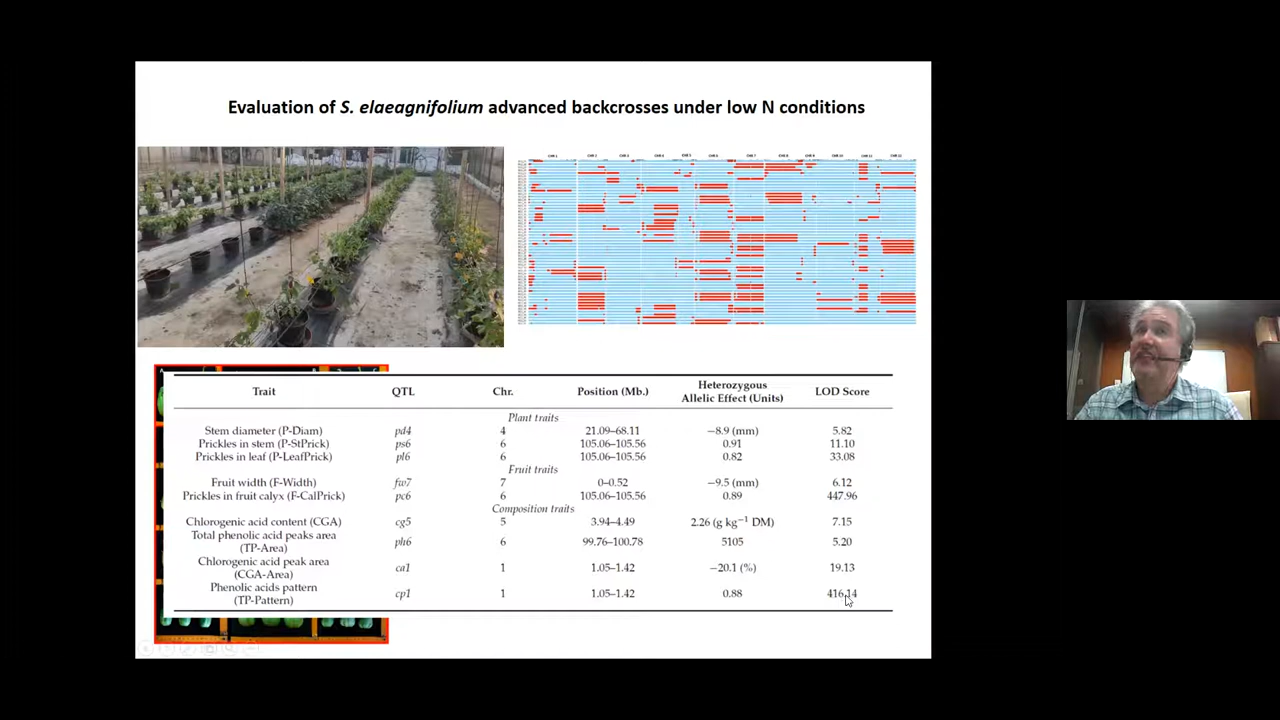 Evaluation of S. elaeagnifolium advanced backcrosses under low N conditions
Trait QTL Chr. Position (Mb.) Heterozygous Allelic Effect (Units) LOD Score
Plant traits
Stem diameter (P-Diam) pd4 4 21.09–68.11 −8.9 (mm) 5.82
Prickles in stem (P-StPrick) ps6 6 105.06–105.56 0.91 11.10
Prickles in leaf (P-LeafPrick) pl6 6 105.06–105.56 0.82 33.08
Fruit traits
Fruit width (F-Width) fw7 7 0–0.52 −9.5 (mm) 6.12
Prickles in fruit calyx (F-CalPrick) pc6 6 105.06–105.56 0.89 447.96
Composition traits
Chlorogenic acid content (CGA) cg5 5 3.94–4.49 2.26 (g kg−1 DM) 7.15
Total phenolic acid peaks area (TP-Area) ph6 6 99.76–100.78 5105 5.20
Chlorogenic acid peak area (CGA-Area) ca1 1 1.05–1.42 −20.1 (%) 19.13
Phenolic acids pattern (TP-Pattern) cp1 1 1.05–1.42 0.88 416.14